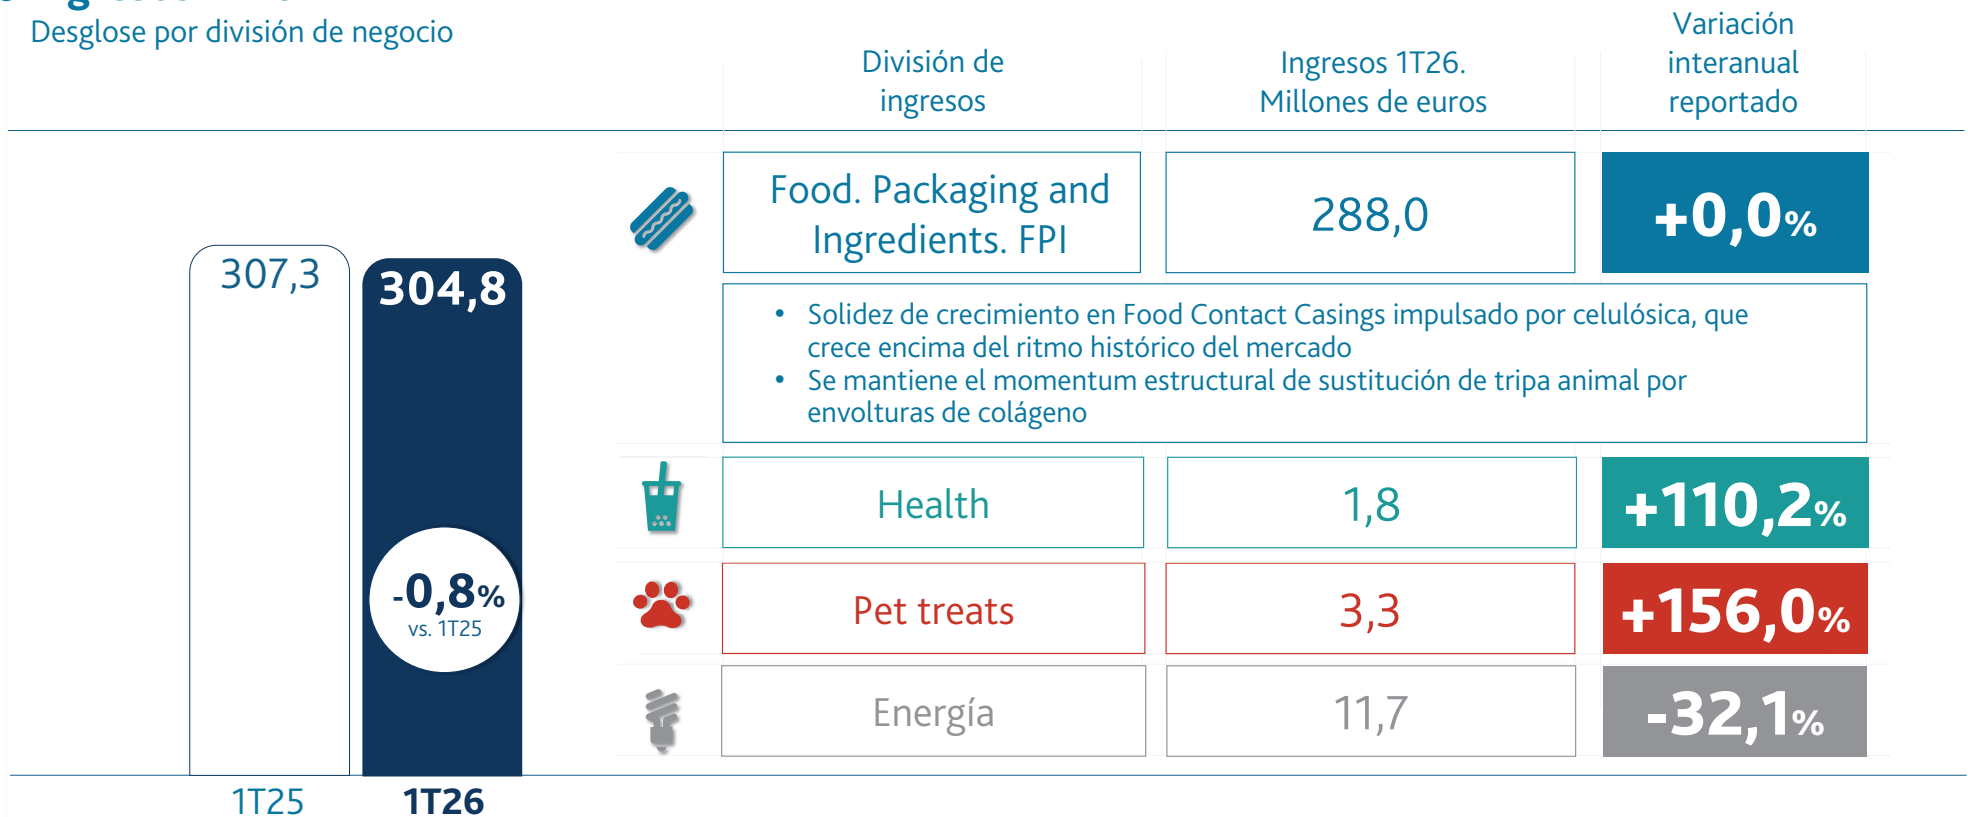 Desglose por división de negocio
División de
ingresos
Ingresos 1T26.
Millones de euros
Variación
interanual
reportado
307,3
304,8
-0,8%
vs. 1T25
1T25
1T26
Food. Packaging and
Ingredients. FPI
288,0
+0,0%
• Solidez de crecimiento en Food Contact Casings impulsado por celulósica, que
crece encima del ritmo histórico del mercado
• Se mantiene el momentum estructural de sustitución de tripa animal por
envolturas de colágeno
Health
1,8
+110,2%
Pet treats
3,3
+156,0%
Energía
11,7
-32,1%